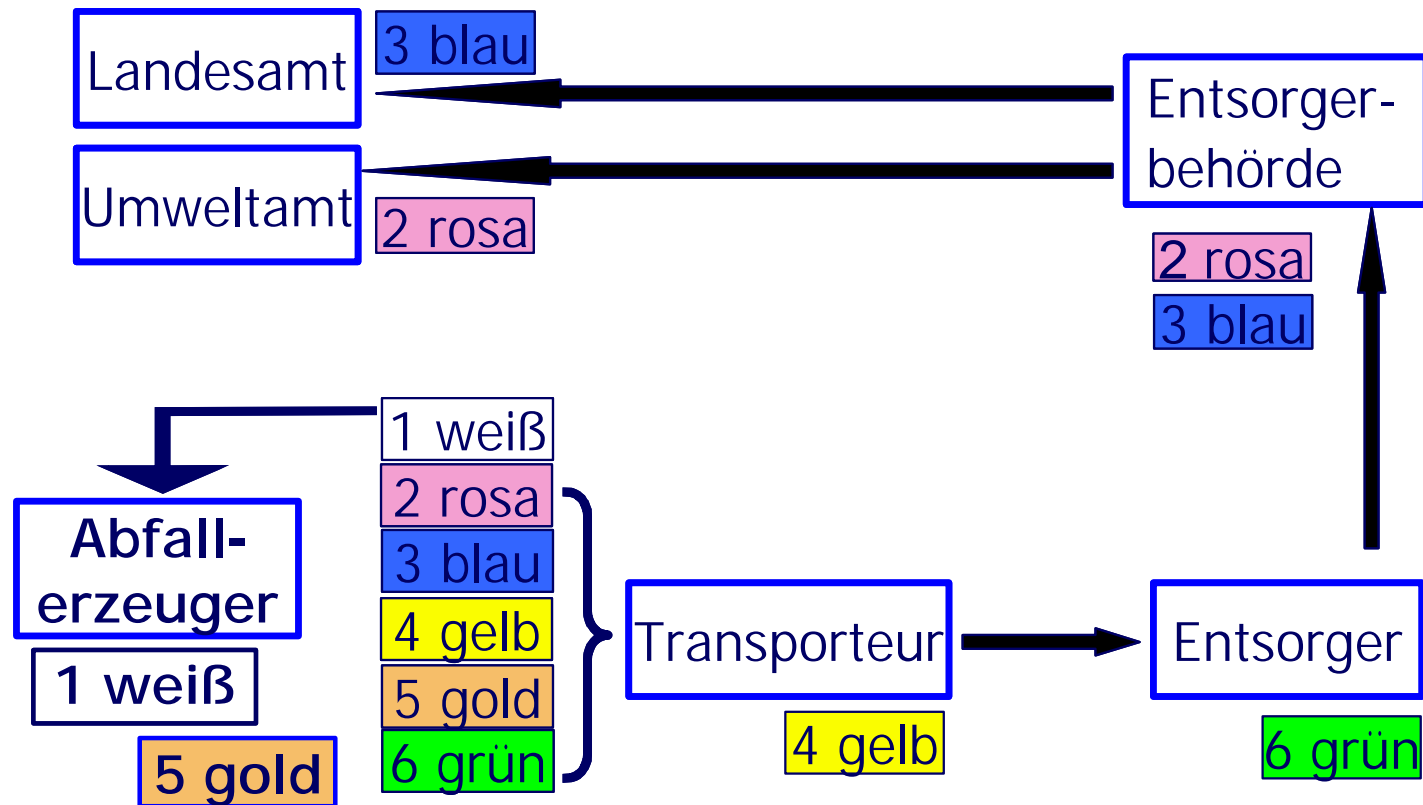 Landesamt
3 blau
Umweltamt
2 rosa
Entsorger-
behörde
2 rosa
3 blau
1 weiß
2 rosa
3 blau
4 gelb
5 gold
6 grün
Abfall-
erzeuger
1 weiß
5 gold
Transporteur
4 gelb
Entsorger
6 grün